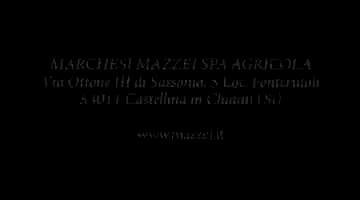 MARCHESI MAZZEI SPA AGRICOLA
Via Ottone III di Sassonia, 5 Loc. Fonterutoli
53011 Castellina in Chianti (SI)
www.mazzei.it